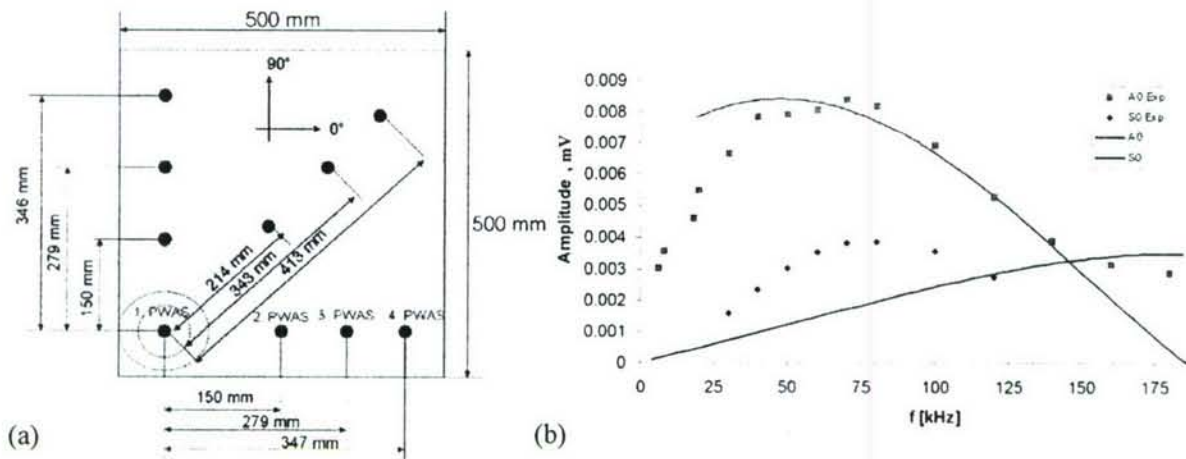 500 mm
90°
0°
346 mm
279 mm
150 mm
500 mm
214 mm
343 mm
413 mm
1. PWAS
2. PWAS
3 PWAS
4. PWAS
150 mm
279 mm
347 mm
(a)
0.009
0.008
0.007
0.006
0.005
0.004
0.003
0.002
0.001
0
Amplitude , mV
0
25
50
75
100
125
150
175
f [kHz]
A0 Exp
S0 Exp
A0
S0
(b)